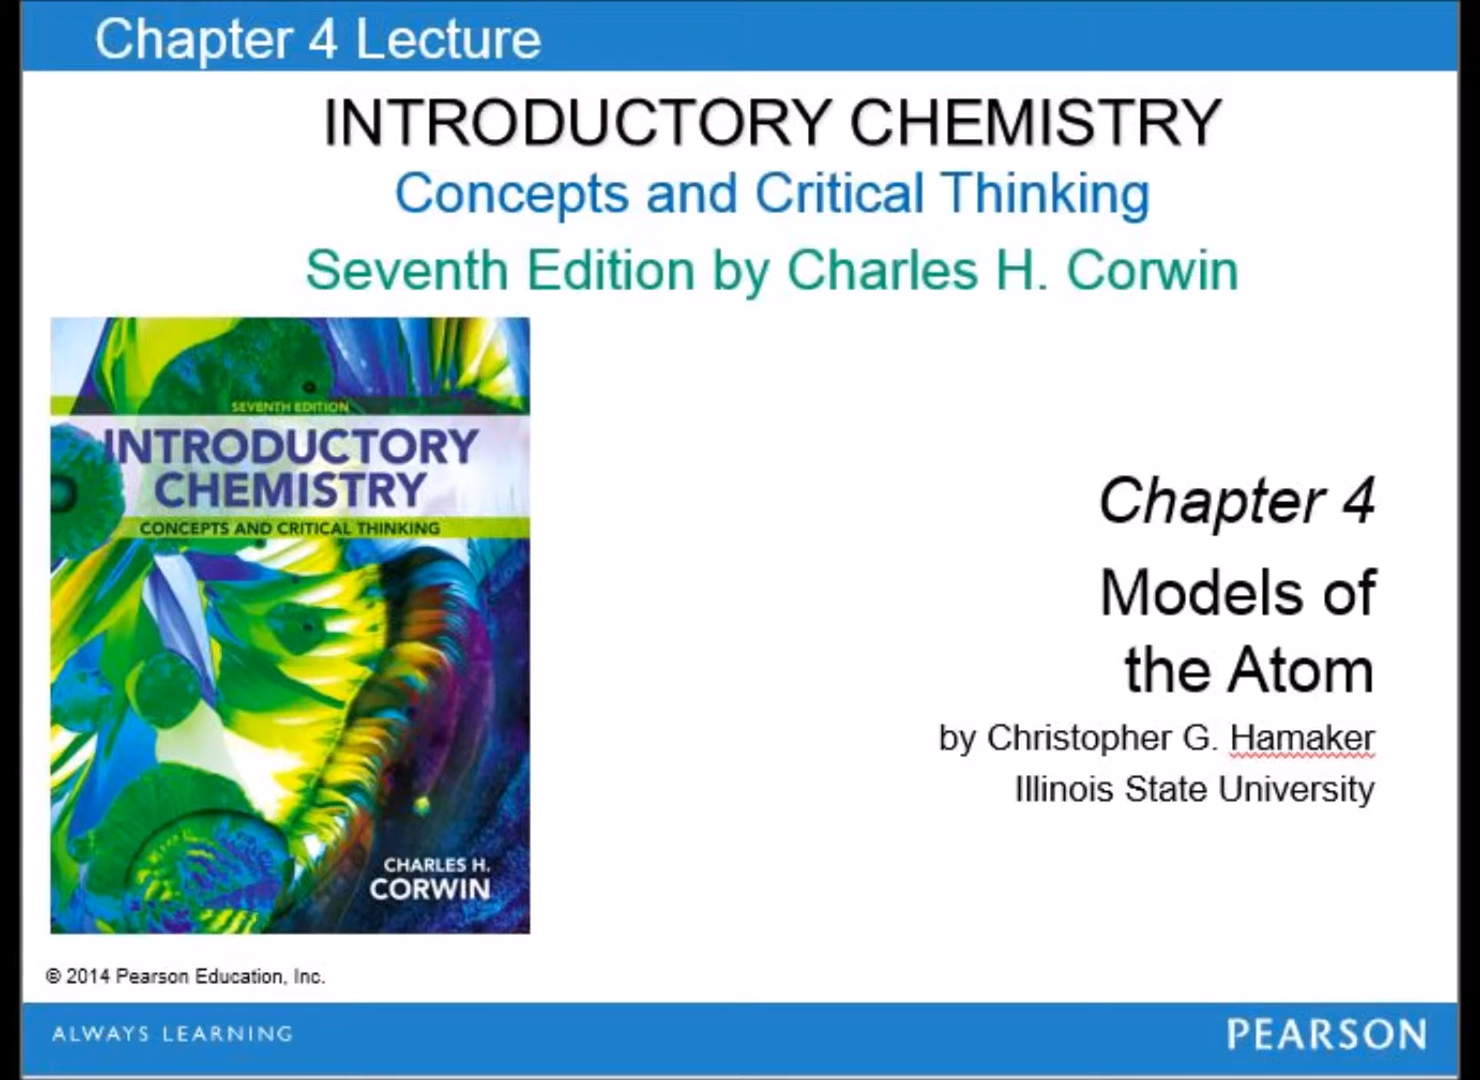 Chapter 4 Lecture
INTRODUCTORY CHEMISTRY
Concepts and Critical Thinking
Seventh Edition by Charles H. Corwin
SEVENTH EDITION
INTRODUCTORY
CHEMISTRY
CONCEPTS AND CRITICAL THINKING
CHARLES H.
CORWIN
Chapter 4
Models of
the Atom
by Christopher G. Hamaker
Illinois State University
© 2014 Pearson Education, Inc.
ALWAYS LEARNING
PEARSON